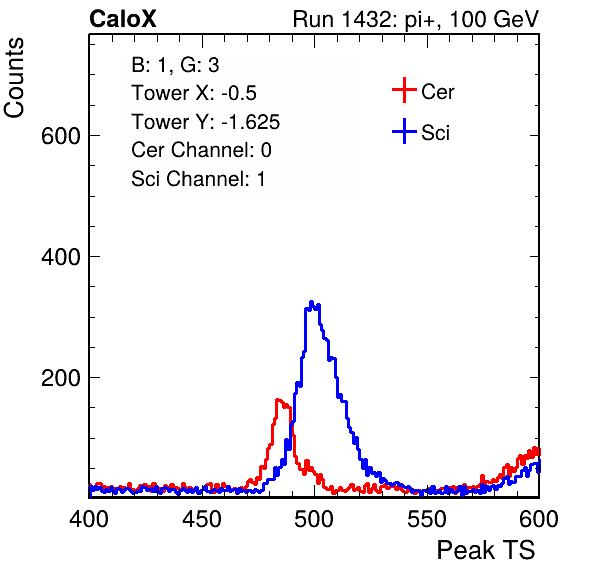 CaloX Run 1432: pi+, 100 GeV
Counts
B: 1, G: 3
Tower X: -0.5
Tower Y: -1.625
Cer Channel: 0
Sci Channel: 1
Cer
Sci
600
400
200
400 450 500 550 600
Peak TS